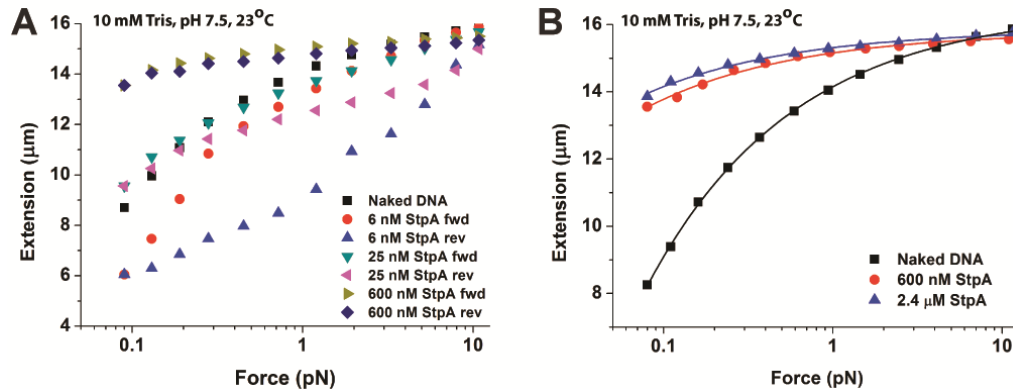 A
10 mM Tris, pH 7.5, 23°C
16
14
12
10
8
6
4
Extension (μm)
Naked DNA
6 nM StpA fwd
6 nM StpA rev
25 nM StpA fwd
25 nM StpA rev
600 nM StpA fwd
600 nM StpA rev
0.1
1
10
Force (pN)
B
10 mM Tris, pH 7.5, 23°C
16
14
12
10
8
Extension (μm)
Naked DNA
600 nM StpA
2.4 μM StpA
0.1
1
10
Force (pN)